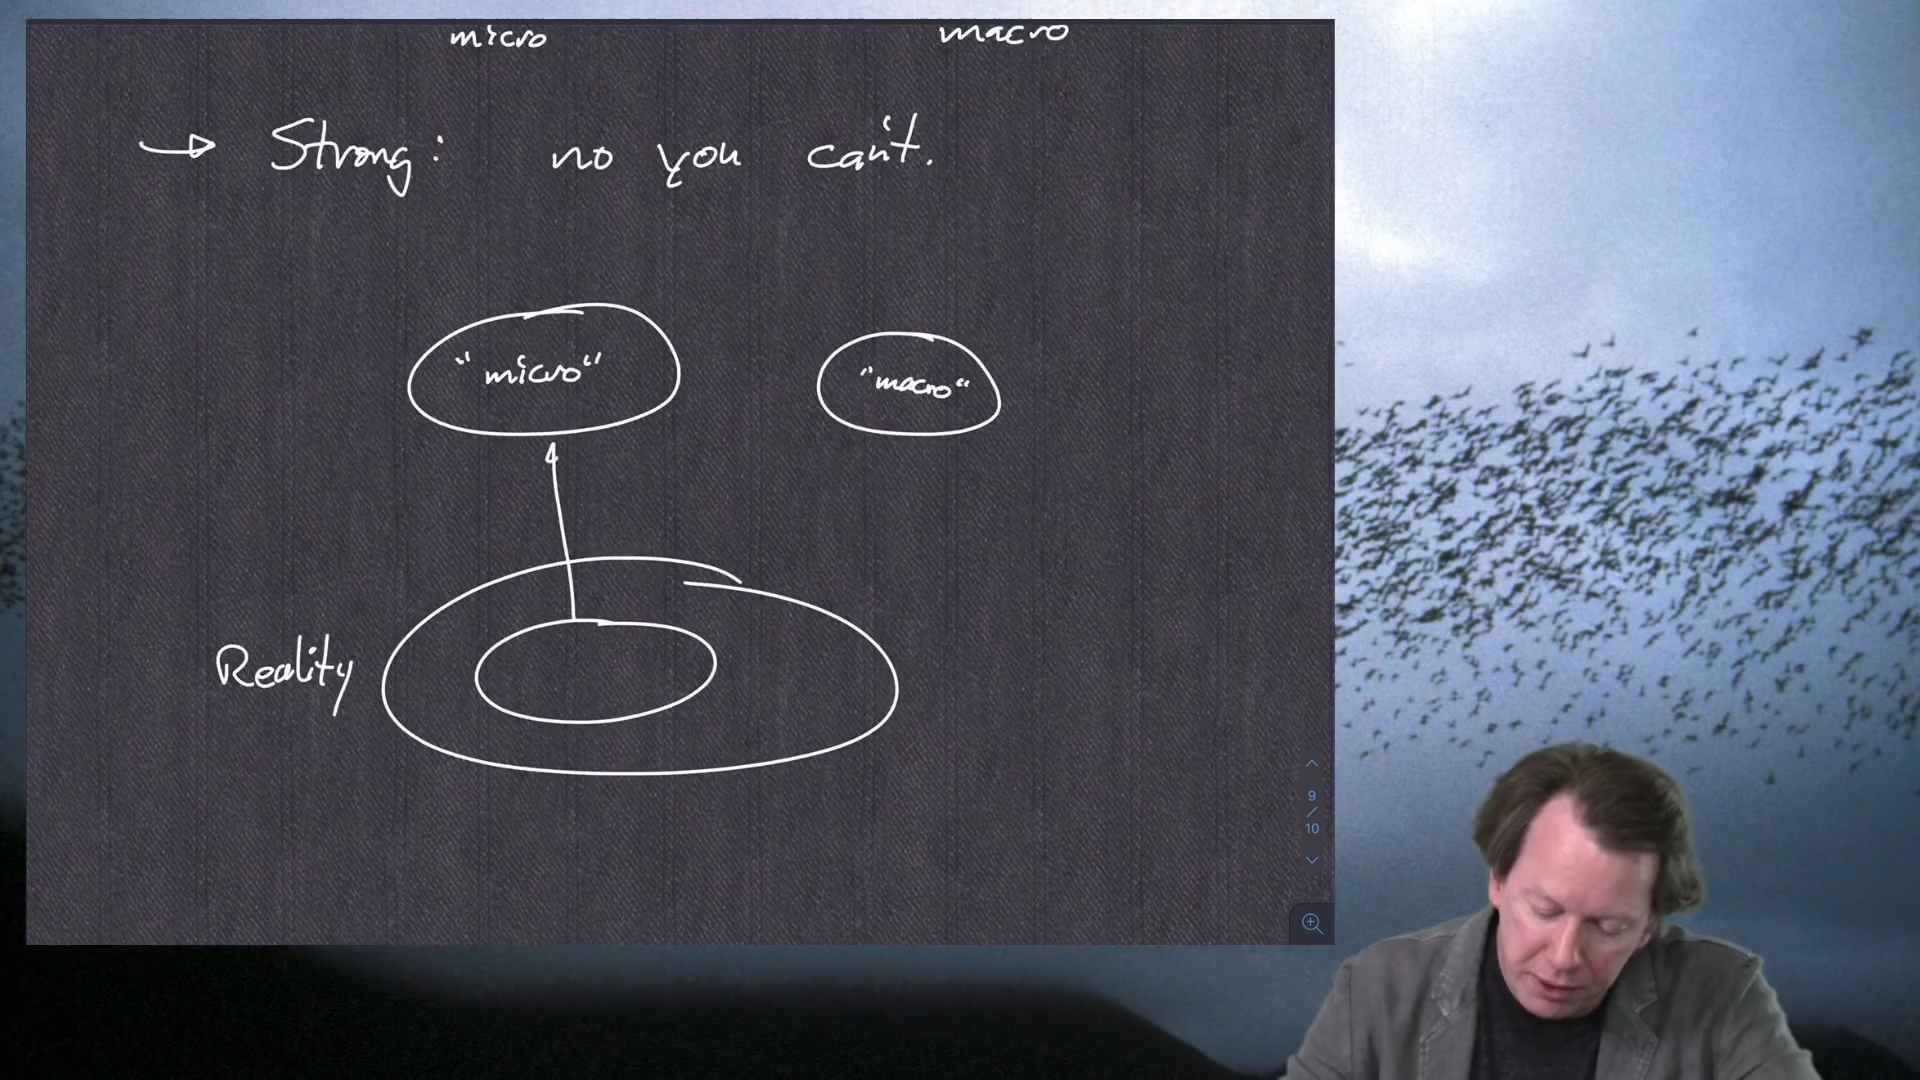 micro macro
→ Strong: no you can't.
"micro" "macro"
Reality
9
/
10